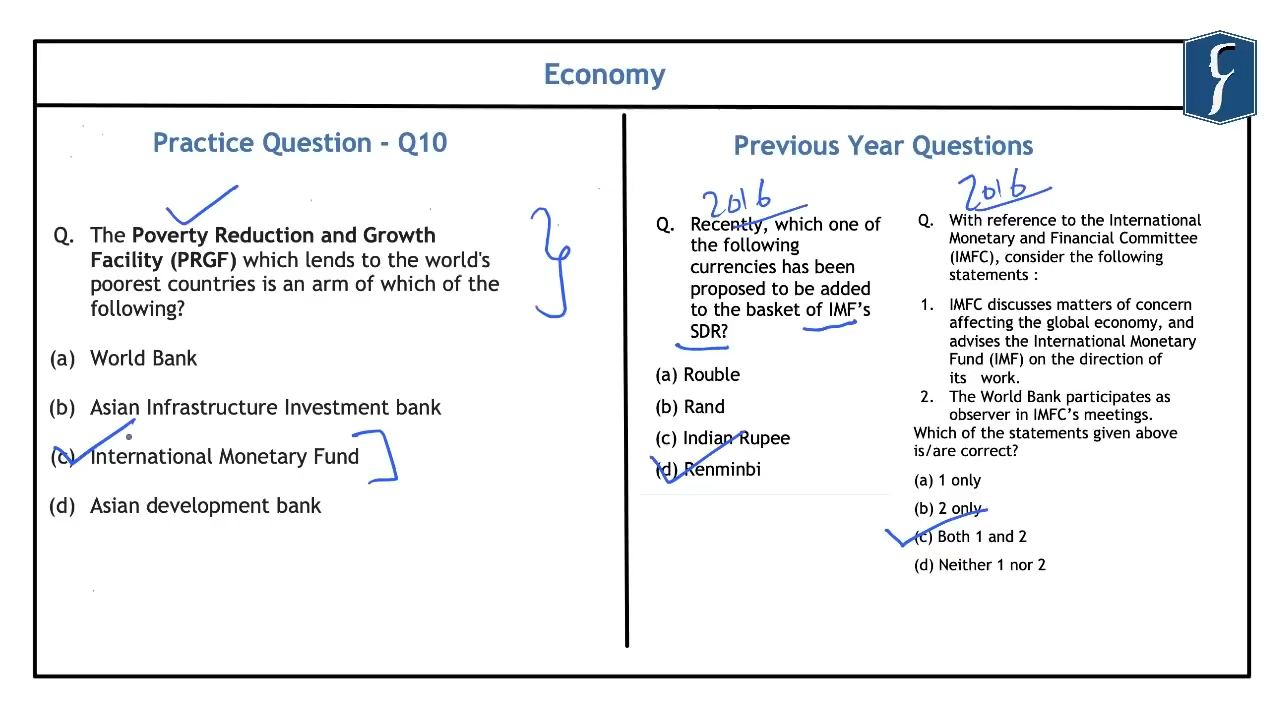 Economy
Practice Question - Q10
Q. The Poverty Reduction and Growth
Facility (PRGF) which lends to the world's
poorest countries is an arm of which of the
following?
(a) World Bank
(b) Asian Infrastructure Investment bank
(c) International Monetary Fund
(d) Asian development bank
Previous Year Questions
2016
Q. Recently, which one of
the following
currencies has been
proposed to be added
to the basket of IMF's
SDR?
(a) Rouble
(b) Rand
(c) Indian Rupee
(d) Renminbi
2016
Q. With reference to the International
Monetary and Financial Committee
(IMFC), consider the following
statements :
1. IMFC discusses matters of concern
affecting the global economy, and
advises the International Monetary
Fund (IMF) on the direction of
its work.
2. The World Bank participates as
observer in IMFC's meetings.
Which of the statements given above
is/are correct?
(a) 1 only
(b) 2 only
(c) Both 1 and 2
(d) Neither 1 nor 2